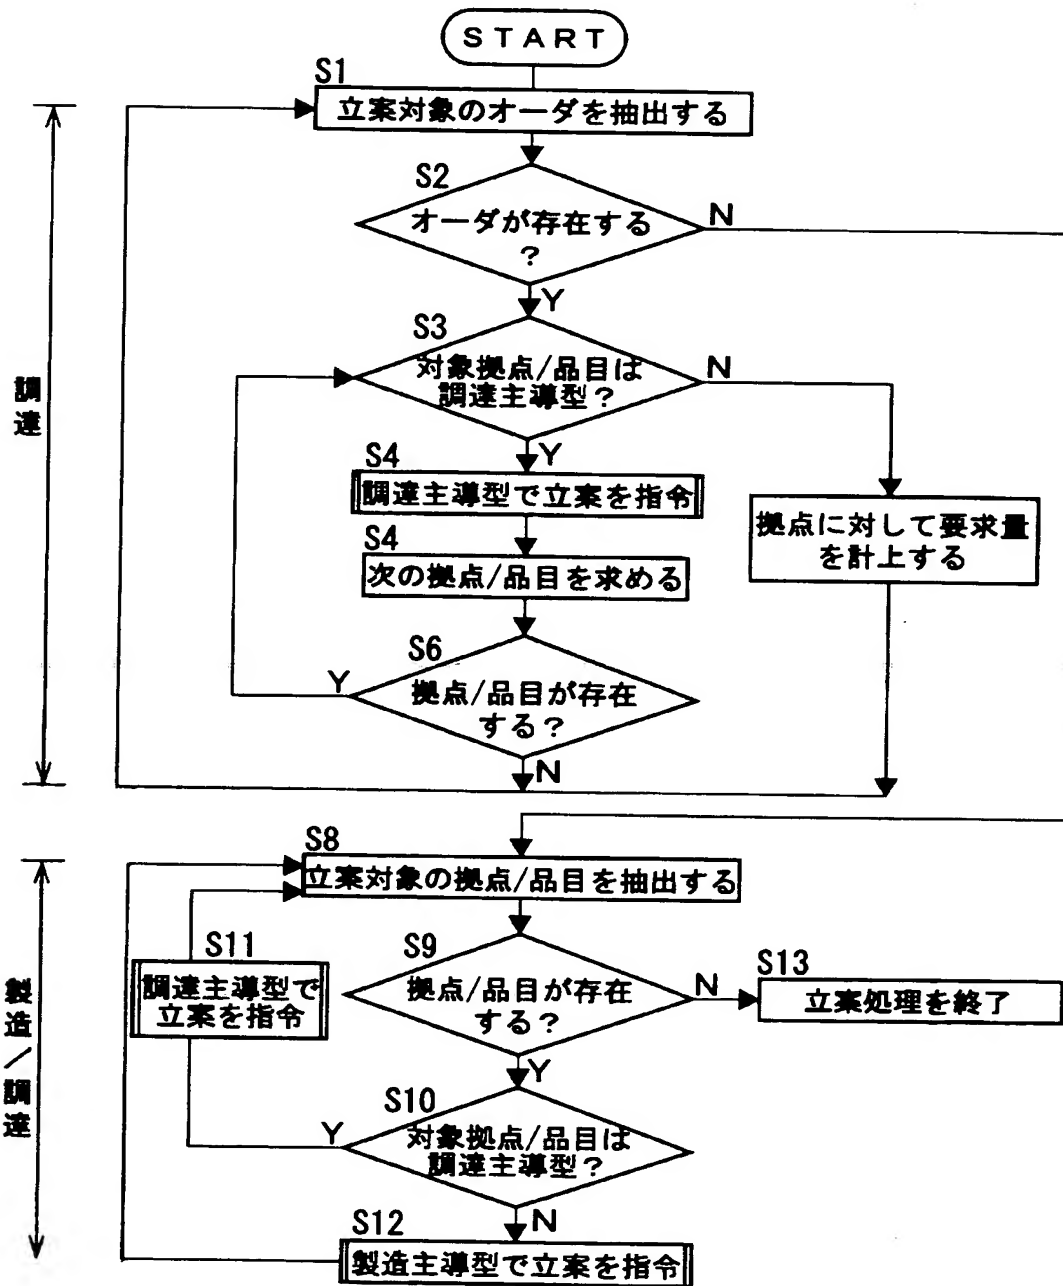 START
S1
立案対象のオーダを抽出する
S2
オーダが存在する
?
N
Y
S3
対象拠点/品目は
調達主導型?
N
Y
S4
調達主導型で立案を指令
拠点に対して要求量
を計上する
S4
次の拠点/品目を求める
S6
拠点/品目が存在
する?
Y
N
調達
S8
立案対象の拠点/品目を抽出する
S9
拠点/品目が存在
する?
N
Y
S13
立案処理を終了
S11
調達主導型で
立案を指令
S10
対象拠点/品目は
調達主導型?
Y
N
S12
製造主導型で立案を指令
製造/調達